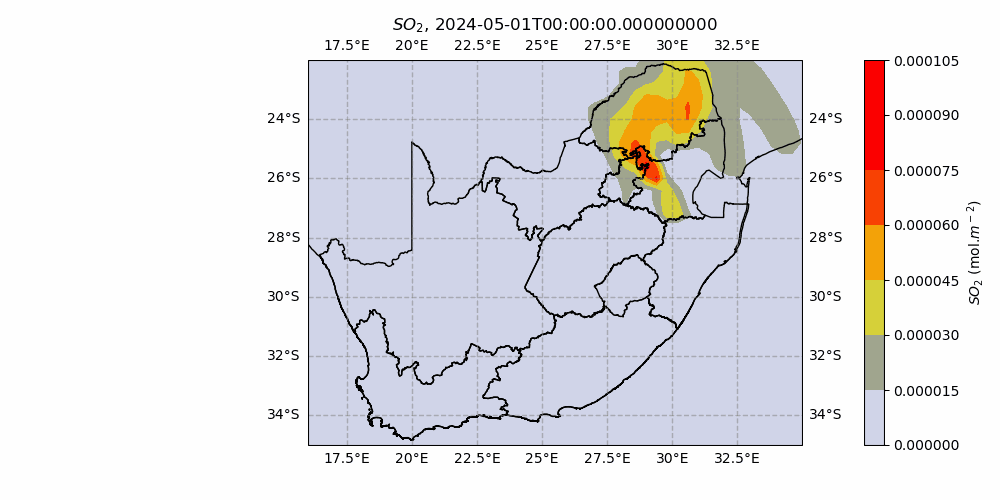 SO₂, 2024-05-01T00:00:00.000000000
17.5°E 20°E 22.5°E 25°E 27.5°E 30°E 32.5°E
0.000105
0.000090
24°S 24°S
0.000075
26°S 26°S
0.000060
28°S 28°S
0.000045
30°S 30°S
0.000030
32°S 32°S
0.000015
34°S 34°S
0.000000
17.5°E 20°E 22.5°E 25°E 27.5°E 30°E 32.5°E
SO₂ (mol.m⁻²)